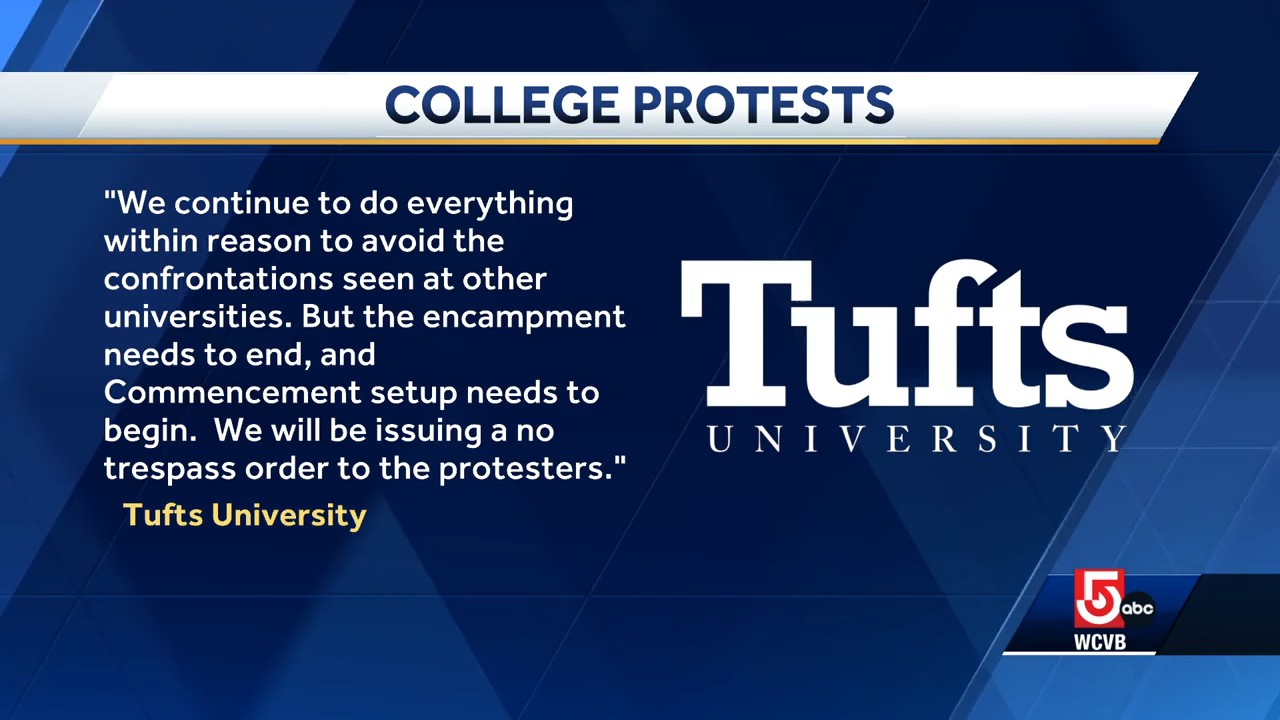 COLLEGE PROTESTS
"We continue to do everything
within reason to avoid the
confrontations seen at other
universities. But the encampment
needs to end, and
Commencement setup needs to
begin.  We will be issuing a no
trespass order to the protesters."
Tufts University
Tufts
UNIVERSITY
5
abc
WCVB